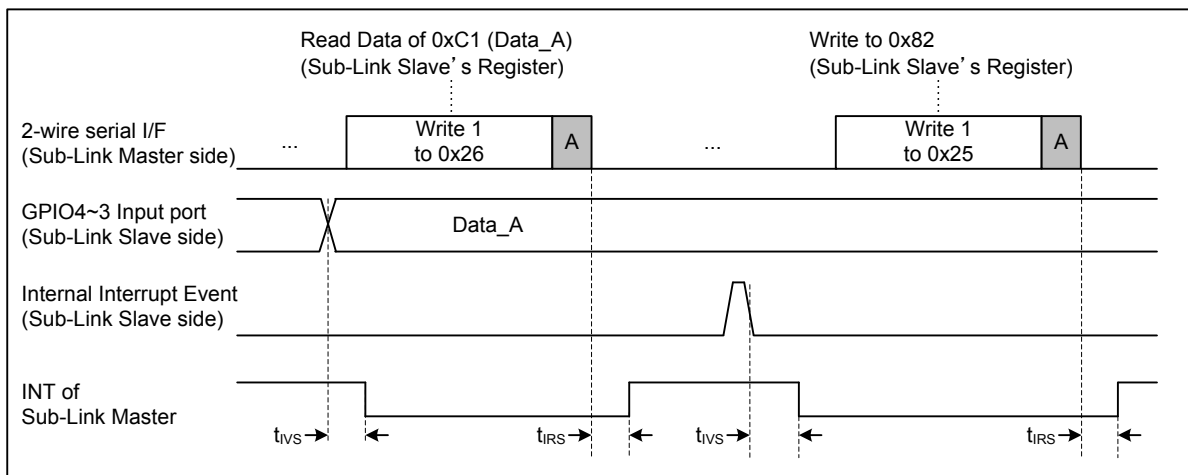 Read Data of 0xC1 (Data_A)
(Sub-Link Slave’s Register)
Write to 0x82
(Sub-Link Slave’s Register)
2-wire serial I/F
(Sub-Link Master side)
...
Write 1
to 0x26
A
...
Write 1
to 0x25
A
GPIO4~3 Input port
(Sub-Link Slave side)
Data_A
Internal Interrupt Event
(Sub-Link Slave side)
INT of
Sub-Link Master
tIVS
tIRS
tIVS
tIRS